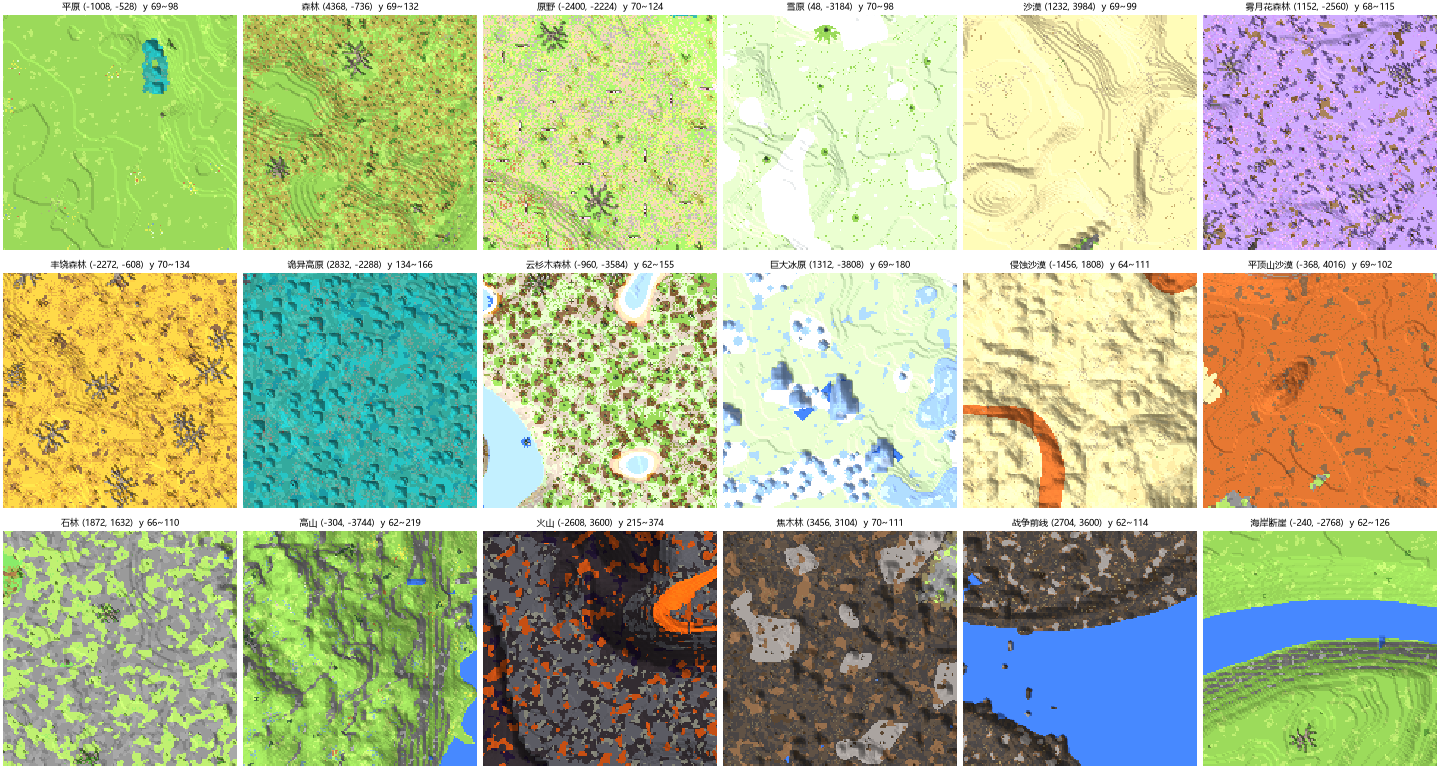 平原 (-1008, -528) y 69~98
森林 (4368, -736) y 69~132
原野 (-2400, -2224) y 70~124
雪原 (48, -3184) y 70~98
沙漠 (1232, 3984) y 69~99
雾月花森林 (1152, -2560) y 68~115
丰饶森林 (-2272, -608) y 70~134
诡异高原 (2832, -2288) y 134~166
云杉木森林 (-960, -3584) y 62~155
巨大冰原 (1312, -3808) y 69~180
侵蚀沙漠 (-1456, 1808) y 64~111
平顶山沙漠 (-368, 4016) y 69~102
石林 (1872, 1632) y 66~110
高山 (-304, -3744) y 62~219
火山 (-2608, 3600) y 215~374
焦木林 (3456, 3104) y 70~111
战争前线 (2704, 3600) y 62~114
海岸断崖 (-240, -2768) y 62~126